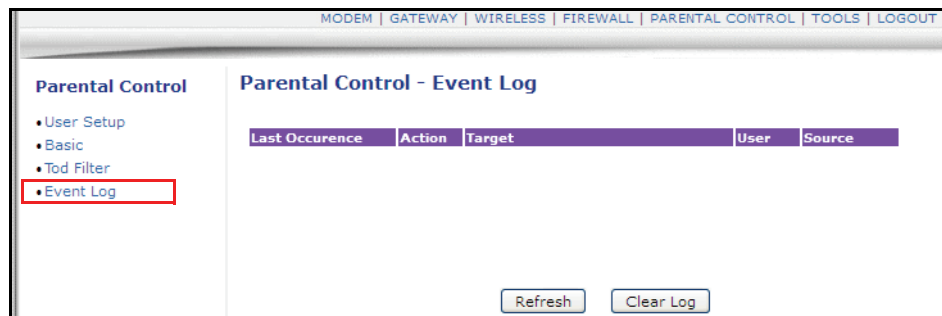 MODEM | GATEWAY | WIRELESS | FIREWALL | PARENTAL CONTROL | TOOLS | LOGOUT
Parental Control
• User Setup
• Basic
• Tod Filter
• Event Log
Parental Control - Event Log
Last Occurence Action Target User Source
Refresh Clear Log